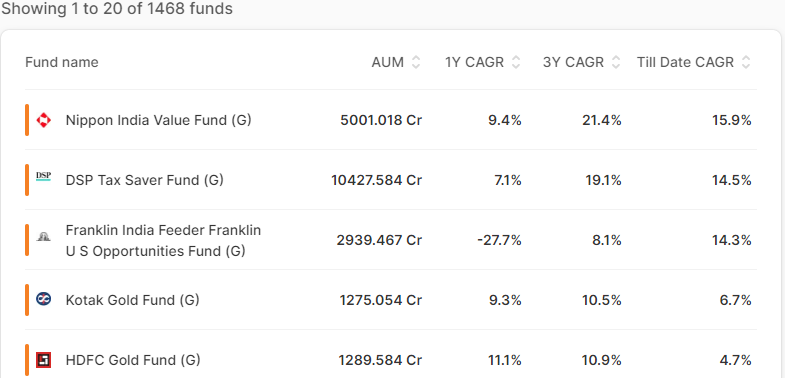 Showing 1 to 20 of 1468 funds
Fund name AUM 1Y CAGR 3Y CAGR Till Date CAGR
Nippon India Value Fund (G) 5001.018 Cr 9.4% 21.4% 15.9%
DSP DSP Tax Saver Fund (G) 10427.584 Cr 7.1% 19.1% 14.5%
Franklin India Feeder Franklin
U S Opportunities Fund (G) 2939.467 Cr -27.7% 8.1% 14.3%
Kotak Gold Fund (G) 1275.054 Cr 9.3% 10.5% 6.7%
HDFC Gold Fund (G) 1289.584 Cr 11.1% 10.9% 4.7%